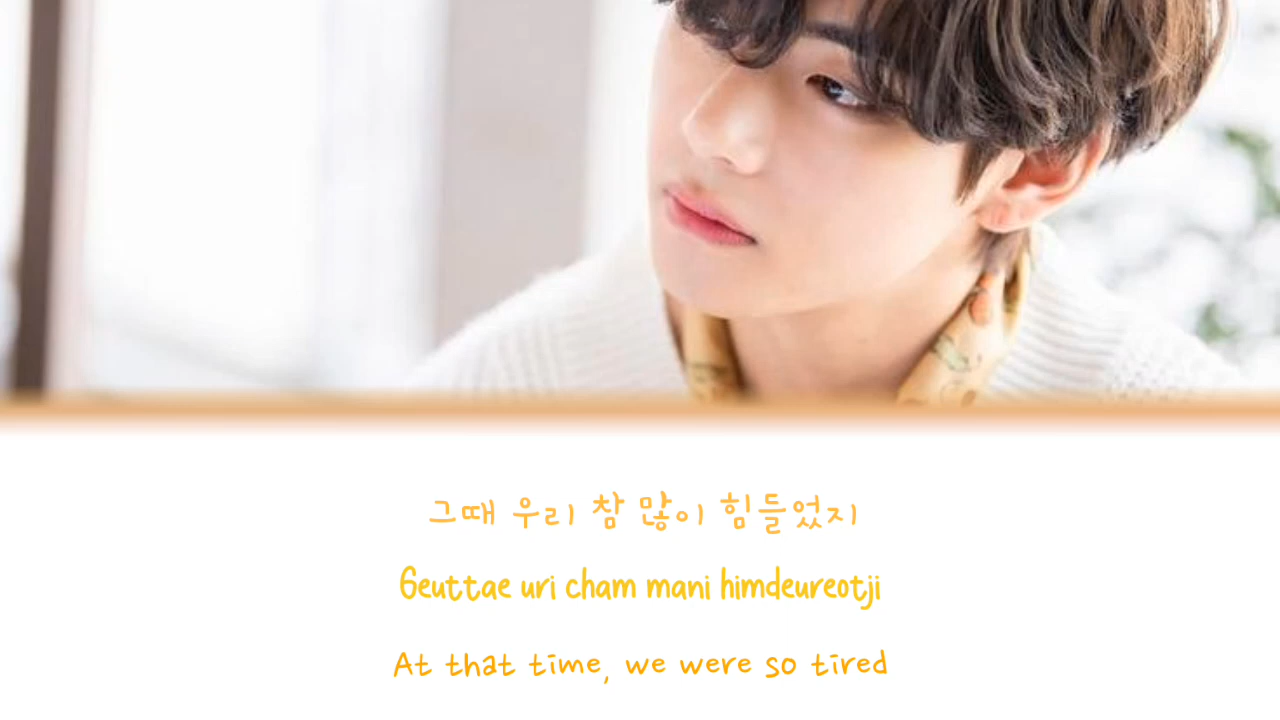 그때 우리 참 많이 힘들었지
Geuttae uri cham mani himdeureotji
At that time, we were so tired